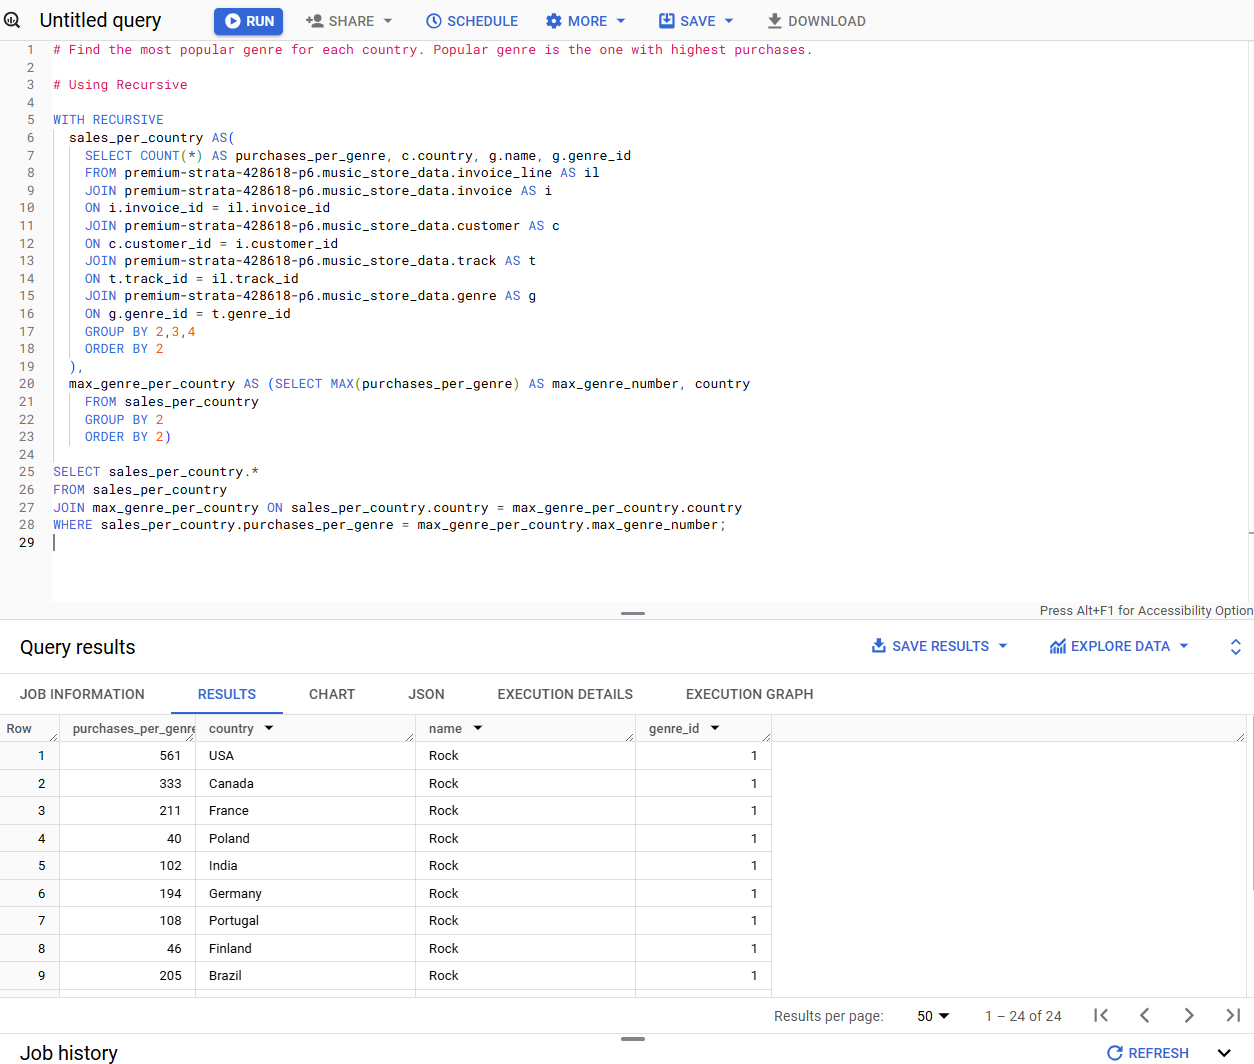 Untitled query RUN SHARE SCHEDULE MORE SAVE DOWNLOAD
1 # Find the most popular genre for each country. Popular genre is the one with highest purchases.
2
3 # Using Recursive
4
5 WITH RECURSIVE
6 sales_per_country AS(
7 SELECT COUNT(*) AS purchases_per_genre, c.country, g.name, g.genre_id
8 FROM premium-strata-428618-p6.music_store_data.invoice_line AS il
9 JOIN premium-strata-428618-p6.music_store_data.invoice AS i
10 ON i.invoice_id = il.invoice_id
11 JOIN premium-strata-428618-p6.music_store_data.customer AS c
12 ON c.customer_id = i.customer_id
13 JOIN premium-strata-428618-p6.music_store_data.track AS t
14 ON t.track_id = il.track_id
15 JOIN premium-strata-428618-p6.music_store_data.genre AS g
16 ON g.genre_id = t.genre_id
17 GROUP BY 2,3,4
18 ORDER BY 2
19 ),
20 max_genre_per_country AS (SELECT MAX(purchases_per_genre) AS max_genre_number, country
21 FROM sales_per_country
22 GROUP BY 2
23 ORDER BY 2)
24
25 SELECT sales_per_country.*
26 FROM sales_per_country
27 JOIN max_genre_per_country ON sales_per_country.country = max_genre_per_country.country
28 WHERE sales_per_country.purchases_per_genre = max_genre_per_country.max_genre_number;
29
Press Alt+F1 for Accessibility Option
Query results SAVE RESULTS EXPLORE DATA
JOB INFORMATION RESULTS CHART JSON EXECUTION DETAILS EXECUTION GRAPH
Row purchases_per_genre country name genre_id
1 561 USA Rock 1
2 333 Canada Rock 1
3 211 France Rock 1
4 40 Poland Rock 1
5 102 India Rock 1
6 194 Germany Rock 1
7 108 Portugal Rock 1
8 46 Finland Rock 1
9 205 Brazil Rock 1
Results per page: 50 1 – 24 of 24
Job history REFRESH